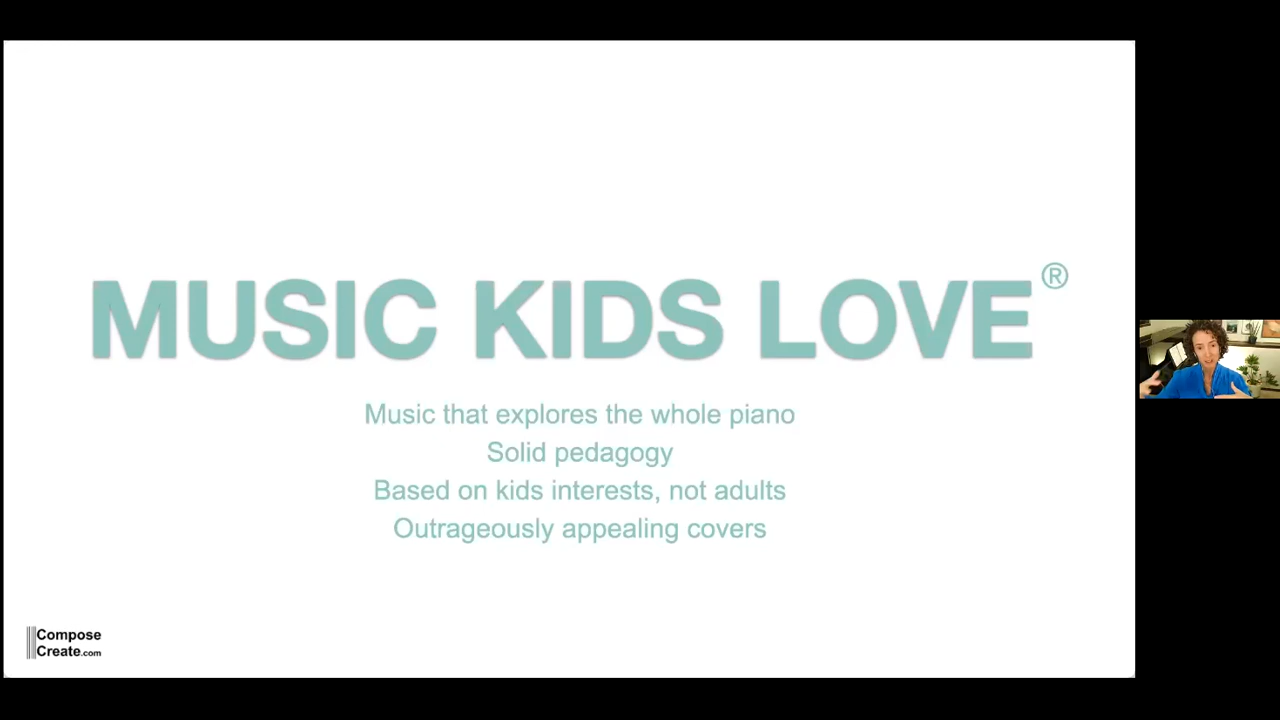 MUSIC KIDS LOVE®
Music that explores the whole piano
Solid pedagogy
Based on kids interests, not adults
Outrageously appealing covers
Compose
Create.com